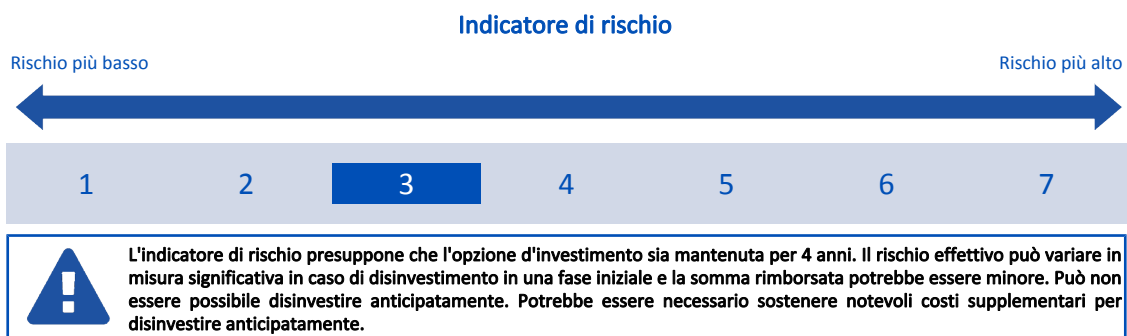 Indicatore di rischio
Rischio più basso
Rischio più alto
1 2 3 4 5 6 7
L'indicatore di rischio presuppone che l'opzione d'investimento sia mantenuta per 4 anni. Il rischio effettivo può variare in
misura significativa in caso di disinvestimento in una fase iniziale e la somma rimborsata potrebbe essere minore. Può non
essere possibile disinvestire anticipatamente. Potrebbe essere necessario sostenere notevoli costi supplementari per
disinvestire anticipatamente.